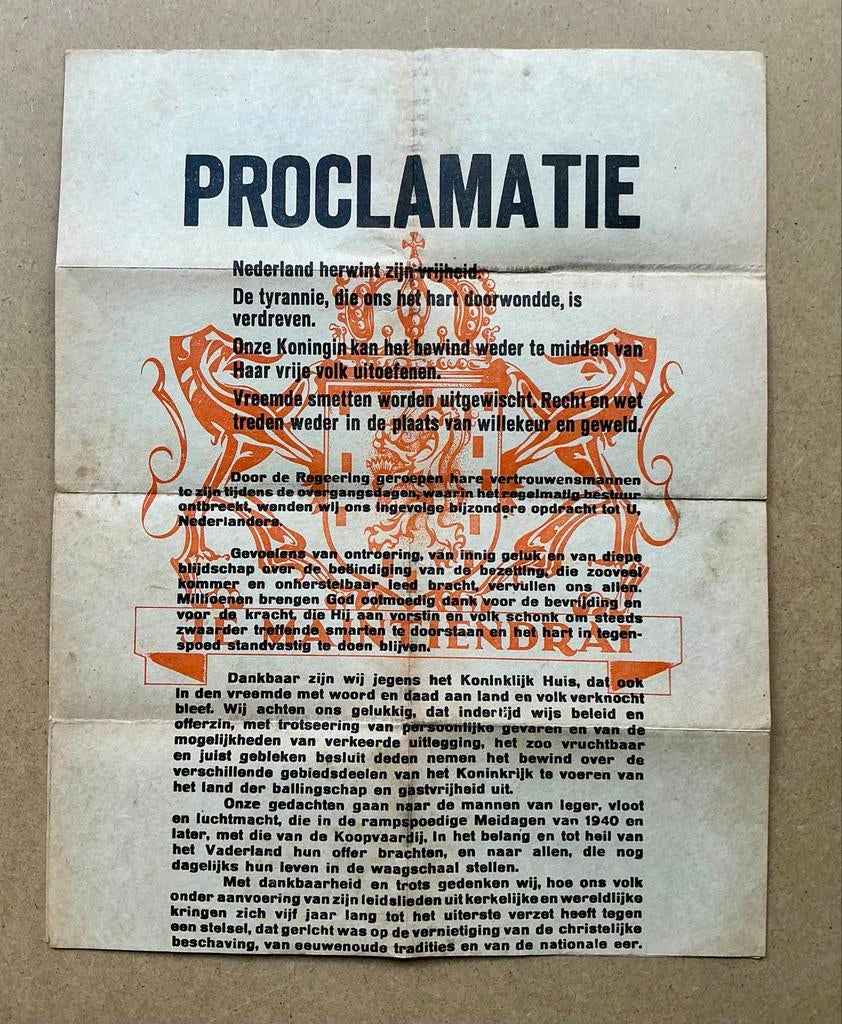 PROCLAMATIE
Nederland herwint zijn vrijheid.
De tyrannie, die ons het hart doorwondde, is
verdreven.
Onze Koningin kan het bewind weder te midden van
Haar vrije volk uitoefenen.
Vreemde smetten worden uitgewischt. Recht en wet
treden weder in de plaats van willekeur en geweld.
Door de Regeering geroepen hare vertrouwensmannen
te zijn tijdens de overgangsdagen, waarin het regelmatig bestuur
ontbreekt, wenden wij ons ingevolge bijzondere opdracht tot U,
Nederlanders.
Gevoelens van ontroering, van innig geluk en van diepe
blijdschap over de beëindiging van de bezetting, die zooveel
kommer en onherstelbaar leed bracht, vervullen ons allen.
Millioenen brengen God ootmoedig dank voor de bevrijding en
voor de kracht, die Hij aan vorstin en volk schonk om steeds
zwaarder treffende smarten te doorstaan en het hart in tegen-
spoed standvastig te doen blijven.
JE MAINTIENDRAI
Dankbaar zijn wij jegens het Koninklijk Huis, dat ook
in den vreemde met woord en daad aan land en volk verknocht
bleef. Wij achten ons gelukkig, dat indertijd wijs beleid en
offerzin, met trotseering van persoonlijke gevaren en van de
mogelijkheden van verkeerde uitlegging, het zoo vruchtbaar
en juist gebleken besluit deden nemen het bewind over de
verschillende gebiedsdeelen van het Koninkrijk te voeren van
het land der ballingschap en gastvrijheid uit.
Onze gedachten gaan naar de mannen van leger, vloot
en luchtmacht, die in de rampspoedige Meidagen van 1940 en
later, met die van de Koopvaardij, in het belang en tot heil van
het Vaderland hun offer brachten, en naar allen, die nog
dagelijks hun leven in de waagschaal stellen.
Met dankbaarheid en trots gedenken wij, hoe ons volk
onder aanvoering van zijn leidslieden uit kerkelijke en wereldlijke
kringen zich vijf jaar lang tot het uiterste verzet heeft tegen
een stelsel, dat gericht was op de vernietiging van de christelijke
beschaving, van eeuwenoude tradities en van de nationale eer.